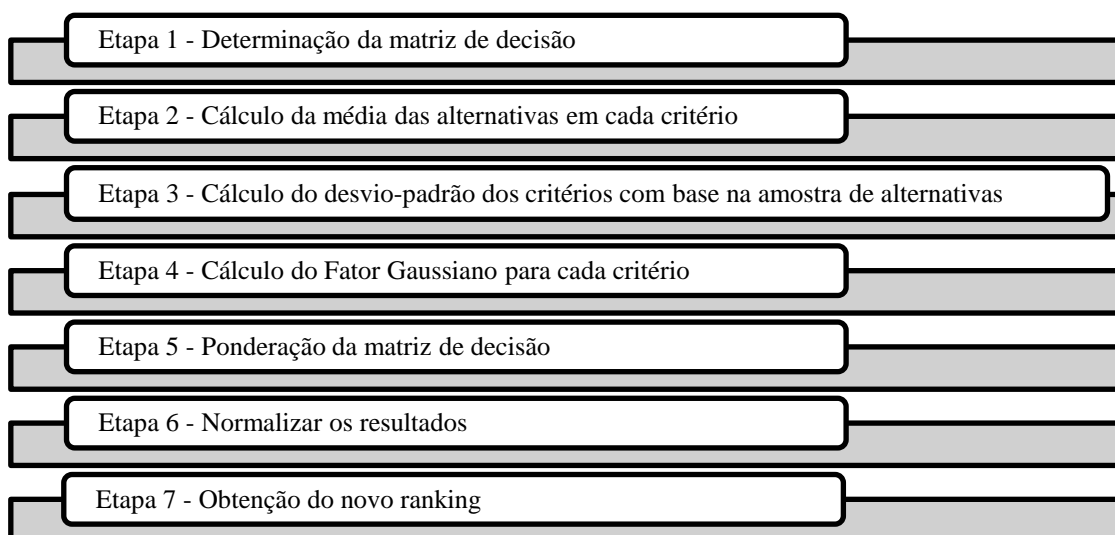 Etapa 1 - Determinação da matriz de decisão
Etapa 2 - Cálculo da média das alternativas em cada critério
Etapa 3 - Cálculo do desvio-padrão dos critérios com base na amostra de alternativas
Etapa 4 - Cálculo do Fator Gaussiano para cada critério
Etapa 5 - Ponderação da matriz de decisão
Etapa 6 - Normalizar os resultados
Etapa 7 - Obtenção do novo ranking